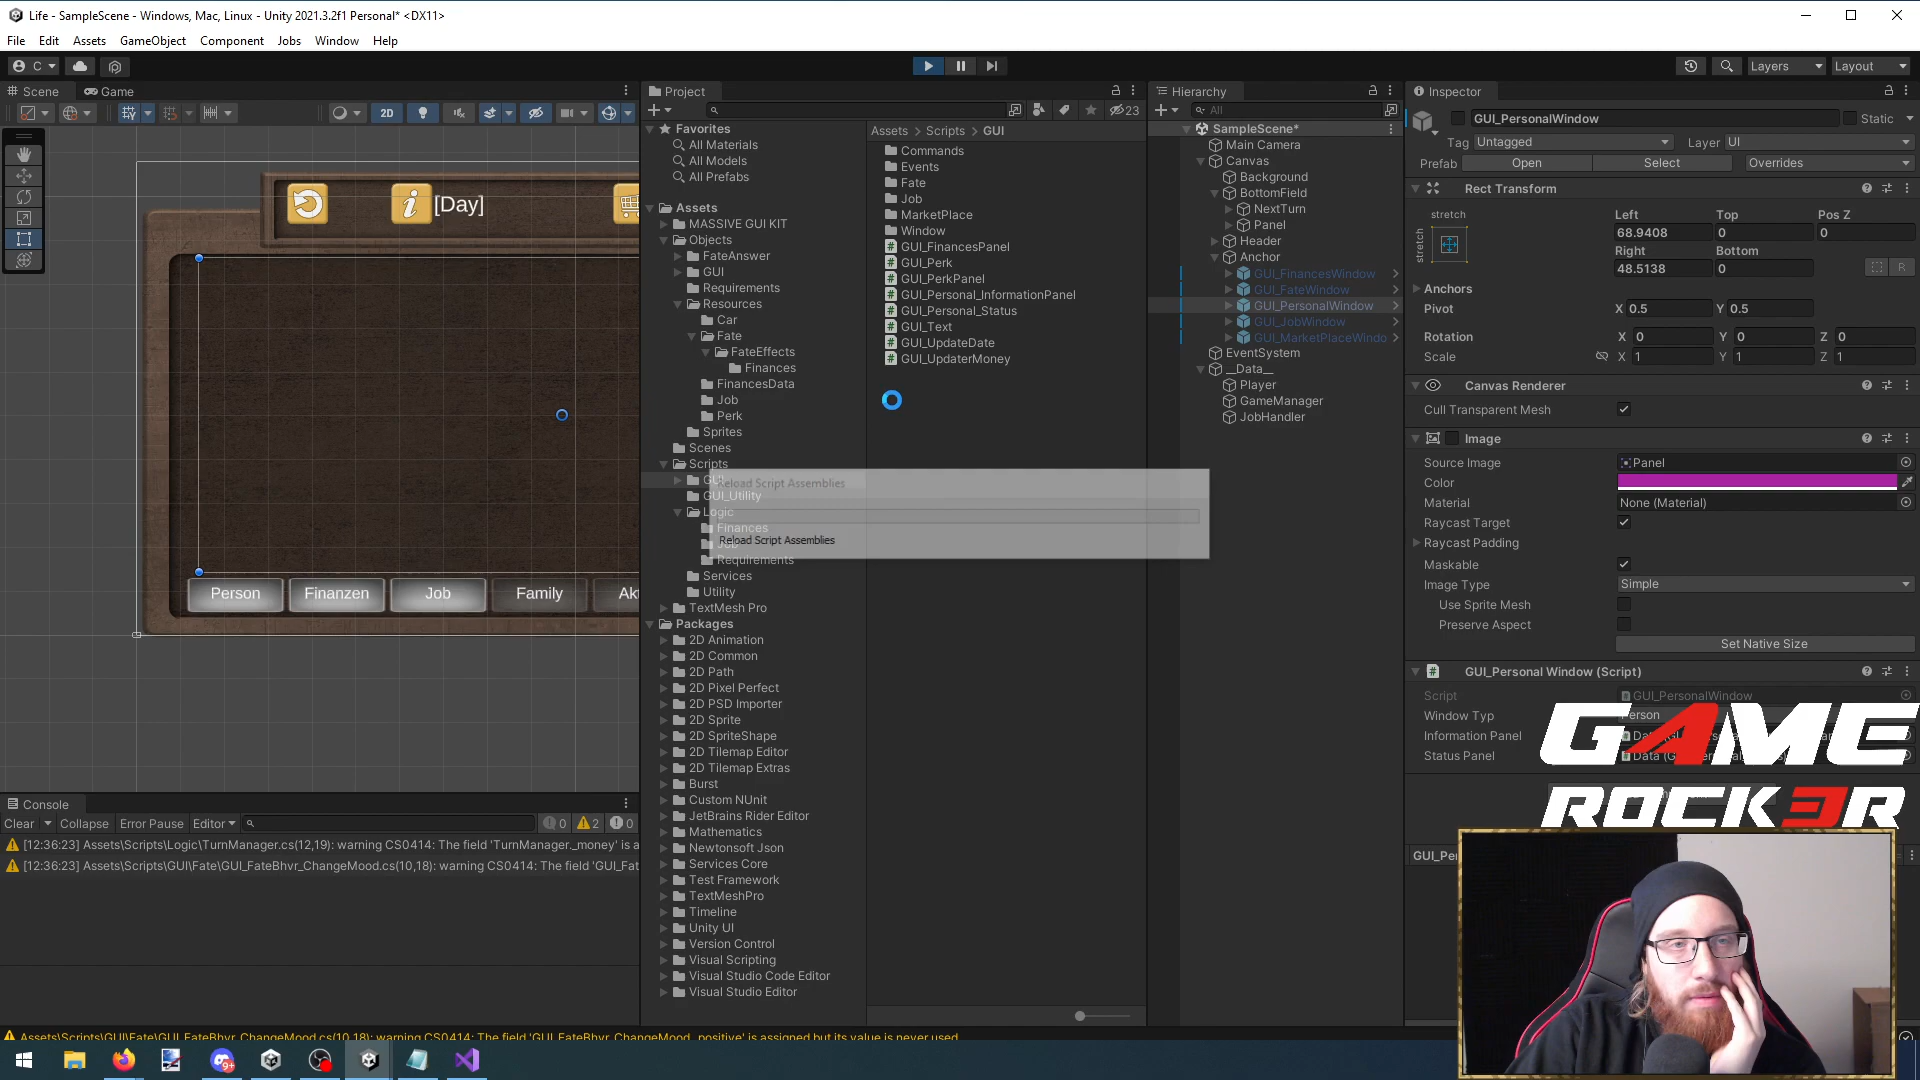 Life - SampleScene - Windows, Mac, Linux - Unity 2021.3.2f1 Personal* <DX11>
File Edit Assets GameObject Component Jobs Window Help
C Layers Layout
Scene Game
2D
[Day]
Person Finanzen Job Family
Console
Clear Collapse Error Pause Editor 0 2 0
[12:36:23] Assets\Scripts\Logic\TurnManager.cs(12,19): warning CS0414: The field 'TurnManager._money' is a
[12:36:23] Assets\Scripts\GUI\Fate\GUI_FateBhvr_ChangeMood.cs(10,18): warning CS0414: The field 'GUI_Fat
Project
23
Favorites
All Materials
All Models
All Prefabs
Assets
MASSIVE GUI KIT
Objects
FateAnswer
GUI
Requirements
Resources
Car
Fate
FateEffects
Finances
FinancesData
Job
Perk
Sprites
Scenes
Scripts
GUI
GUI_Utility
Logic
Finances
Job
Requirements
Services
Utility
TextMesh Pro
Packages
2D Animation
2D Common
2D Path
2D Pixel Perfect
2D PSD Importer
2D Sprite
2D SpriteShape
2D Tilemap Editor
2D Tilemap Extras
Burst
Custom NUnit
JetBrains Rider Editor
Mathematics
Newtonsoft Json
Services Core
Test Framework
TextMeshPro
Timeline
Unity UI
Version Control
Visual Scripting
Visual Studio Code Editor
Visual Studio Editor
Assets Scripts GUI
Commands
Events
Fate
Job
MarketPlace
Window
GUI_FinancesPanel
GUI_Perk
GUI_PerkPanel
GUI_Personal_InformationPanel
GUI_Personal_Status
GUI_Text
GUI_UpdateDate
GUI_UpdaterMoney
Reload Script Assemblies
Reload Script Assemblies
Hierarchy
All
SampleScene*
Main Camera
Canvas
Background
BottomField
NextTurn
Panel
Header
Anchor
GUI_FinancesWindow
GUI_FateWindow
GUI_PersonalWindow
GUI_JobWindow
GUI_MarketPlaceWindo
EventSystem
__Data__
Player
GameManager
JobHandler
Inspector
GUI_PersonalWindow Static
Tag Untagged Layer UI
Prefab Open Select Overrides
Rect Transform
stretch Left Top Pos Z
stretch 68.9408 0 0
Right Bottom
48.5138 0 R
Anchors
Pivot X 0.5 Y 0.5
Rotation X 0 Y 0 Z 0
Scale X 1 Y 1 Z 1
Canvas Renderer
Cull Transparent Mesh
Image
Source Image Panel
Color
Material None (Material)
Raycast Target
Raycast Padding
Maskable
Image Type Simple
Use Sprite Mesh
Preserve Aspect
Set Native Size
GUI_Personal Window (Script)
Script GUI_PersonalWindow
Window Typ Person
Information Panel
Status Panel
GAME
ROCK3R
Assets\Scripts\GUI\Fate\GUI_FateBhvr_ChangeMood.cs(10,18): warning CS0414: The field 'GUI_FateBhvr_ChangeMood._positive' is assigned but its value is never used
9+